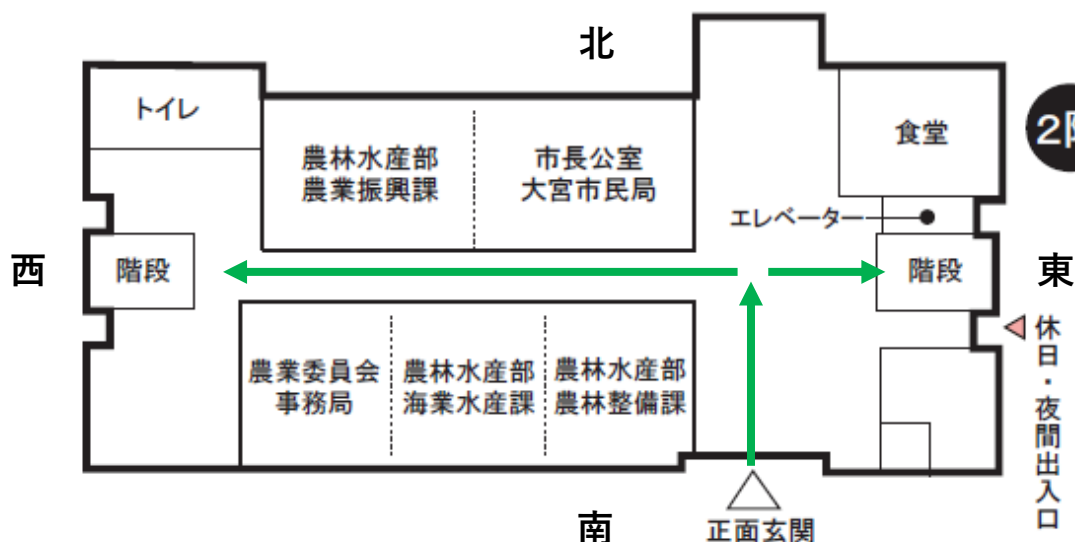 北
トイレ
農林水産部
農業振興課
市長公室
大宮市民局
食堂
2階
エレベーター
西
階段
階段
東
農業委員会
事務局
農林水産部
海業水産課
農林水産部
農林整備課
休日・夜間出入口
南
正面玄関